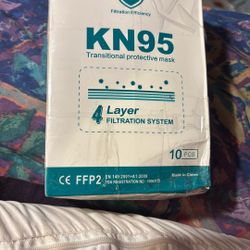 Filtration Efficiency
KN95
Transitional protective mask
4 Layer
FILTRATION SYSTEM
10 PCS
CE FFP2
EN 149:2001+A1:2009
Made in China